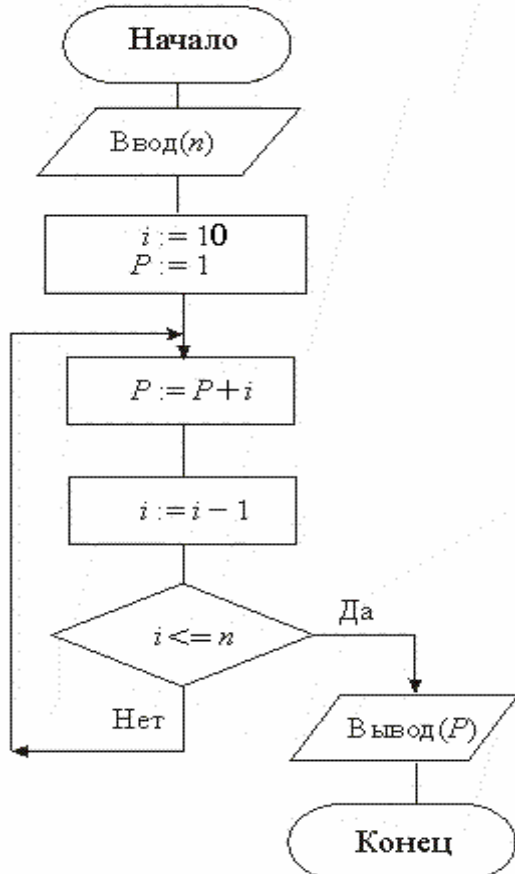 Начало
Ввод(n)
i := 10
P := 1
P := P + i
i := i − 1
i <= n
Да
Нет
Вывод(P)
Конец